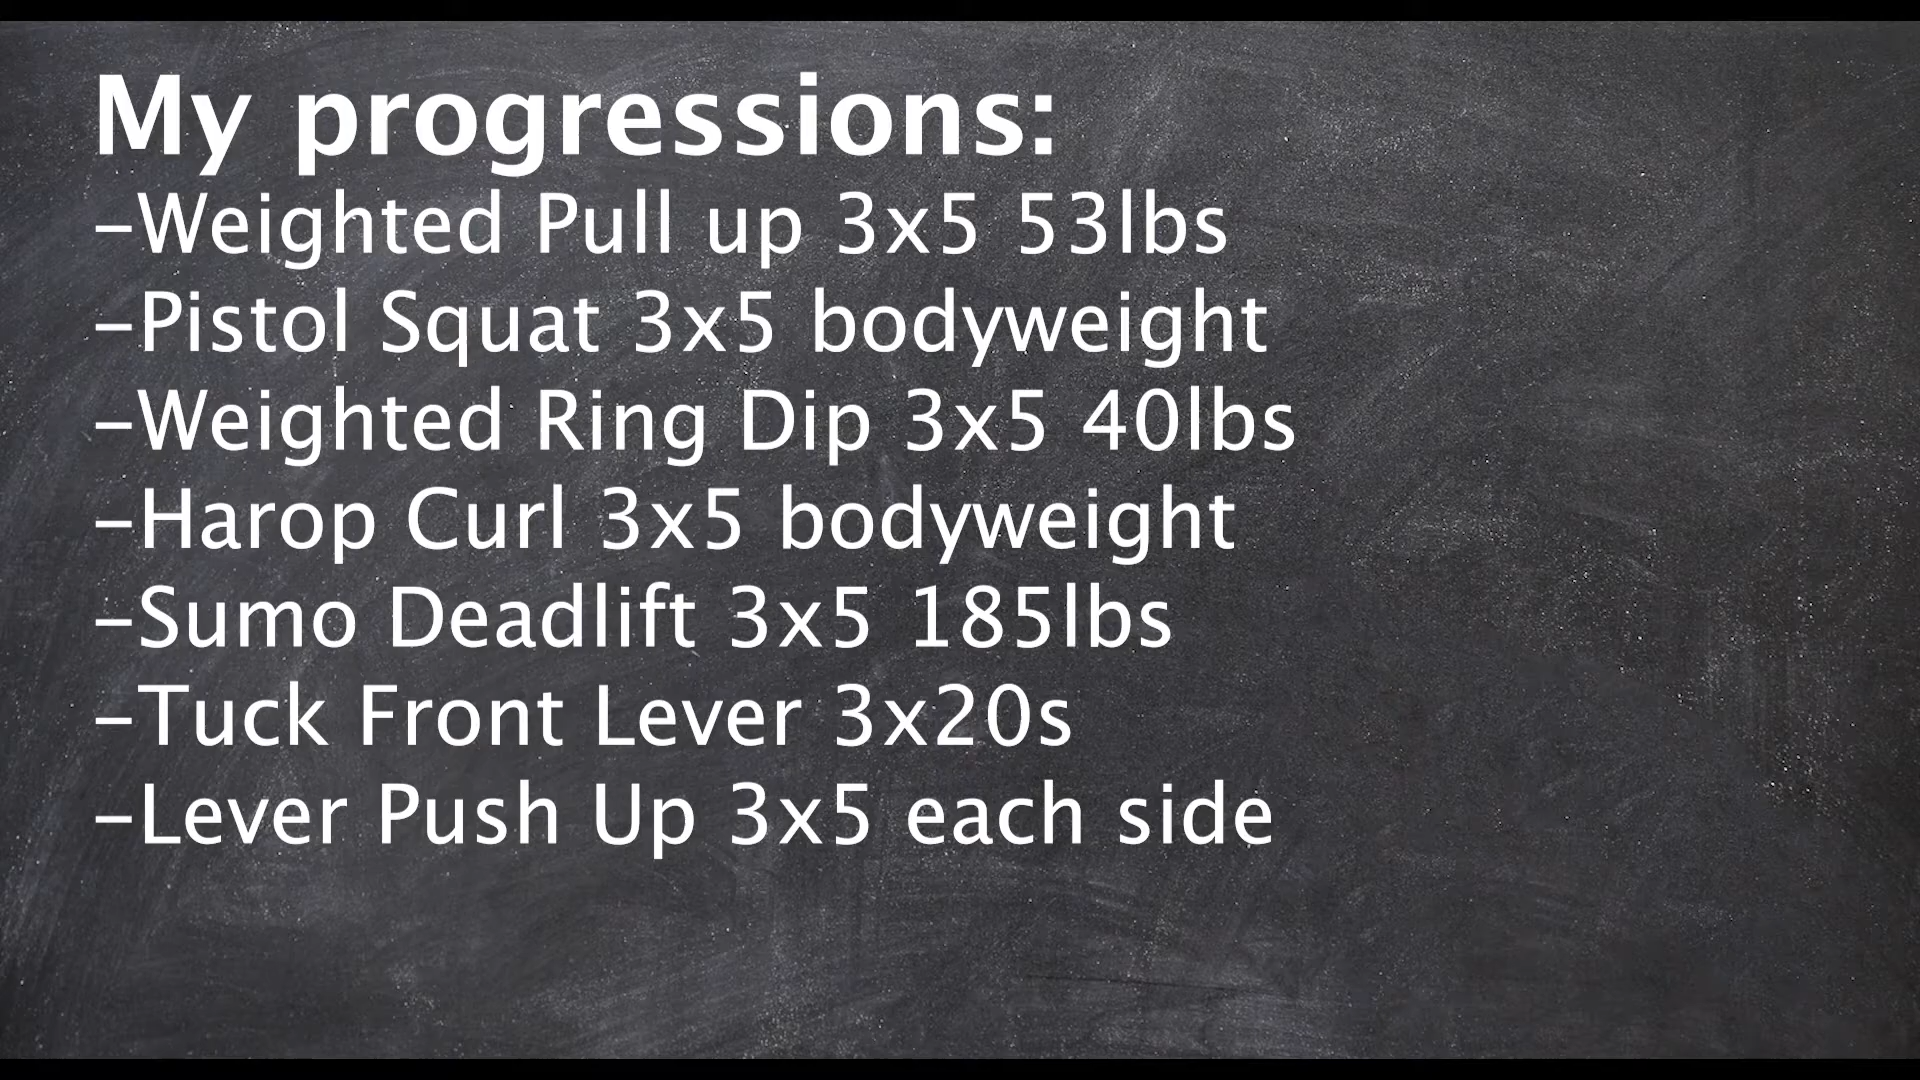 My progressions:
–Weighted Pull up 3x5 53lbs
–Pistol Squat 3x5 bodyweight
–Weighted Ring Dip 3x5 40lbs
–Harop Curl 3x5 bodyweight
–Sumo Deadlift 3x5 185lbs
–Tuck Front Lever 3x20s
–Lever Push Up 3x5 each side